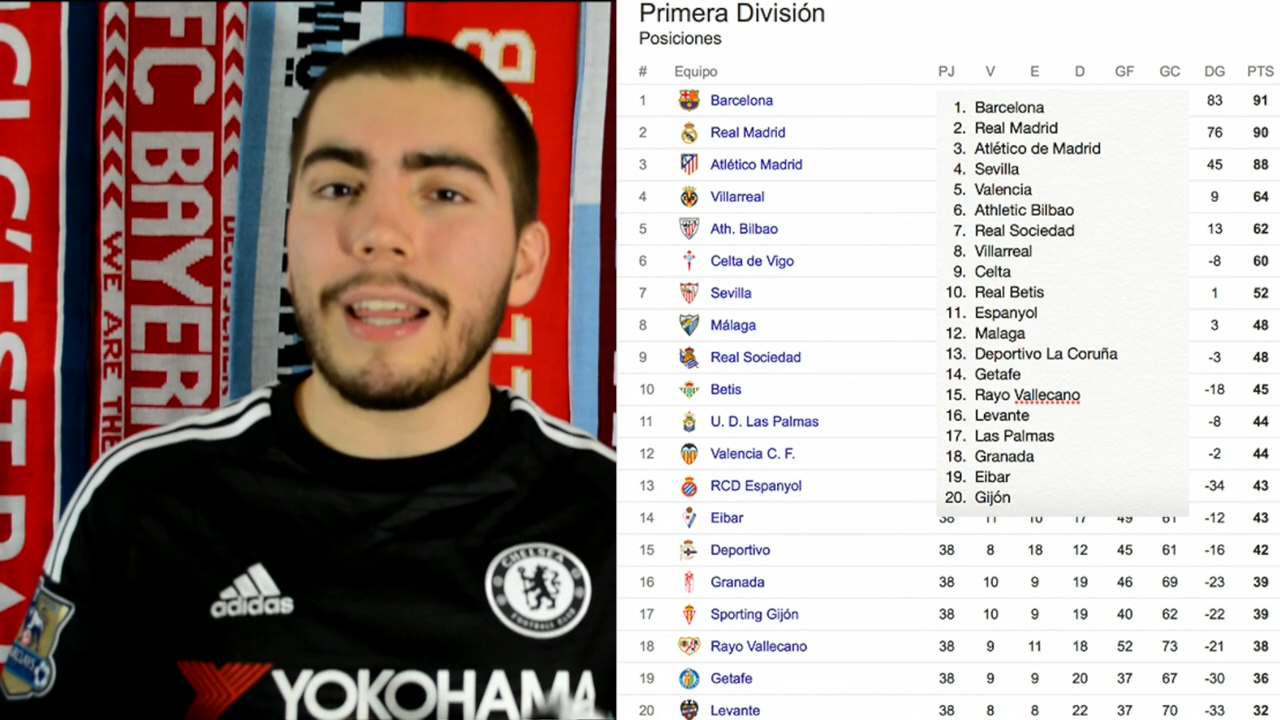 ICI C'EST PA
FC BAYERN
WE ARE THE
adidas
CHELSEA
FOOTBALL CLUB
YOKOHAMA
Primera División
Posiciones
# Equipo PJ V E D GF GC DG PTS
1 Barcelona 83 91
2 Real Madrid 76 90
3 Atlético Madrid 45 88
4 Villarreal 9 64
5 Ath. Bilbao 13 62
6 Celta de Vigo -8 60
7 Sevilla 1 52
8 Málaga 3 48
9 Real Sociedad -3 48
10 Betis -18 45
11 U. D. Las Palmas -8 44
12 Valencia C. F. -2 44
13 RCD Espanyol -34 43
14 Eibar 38 11 10 17 49 61 -12 43
15 Deportivo 38 8 18 12 45 61 -16 42
16 Granada 38 10 9 19 46 69 -23 39
17 Sporting Gijón 38 10 9 19 40 62 -22 39
18 Rayo Vallecano 38 9 11 18 52 73 -21 38
19 Getafe 38 9 9 20 37 67 -30 36
20 Levante 38 8 8 22 37 70 -33 32
1. Barcelona
2. Real Madrid
3. Atlético de Madrid
4. Sevilla
5. Valencia
6. Athletic Bilbao
7. Real Sociedad
8. Villarreal
9. Celta
10. Real Betis
11. Espanyol
12. Malaga
13. Deportivo La Coruña
14. Getafe
15. Rayo Vallecano
16. Levante
17. Las Palmas
18. Granada
19. Eibar
20. Gijón